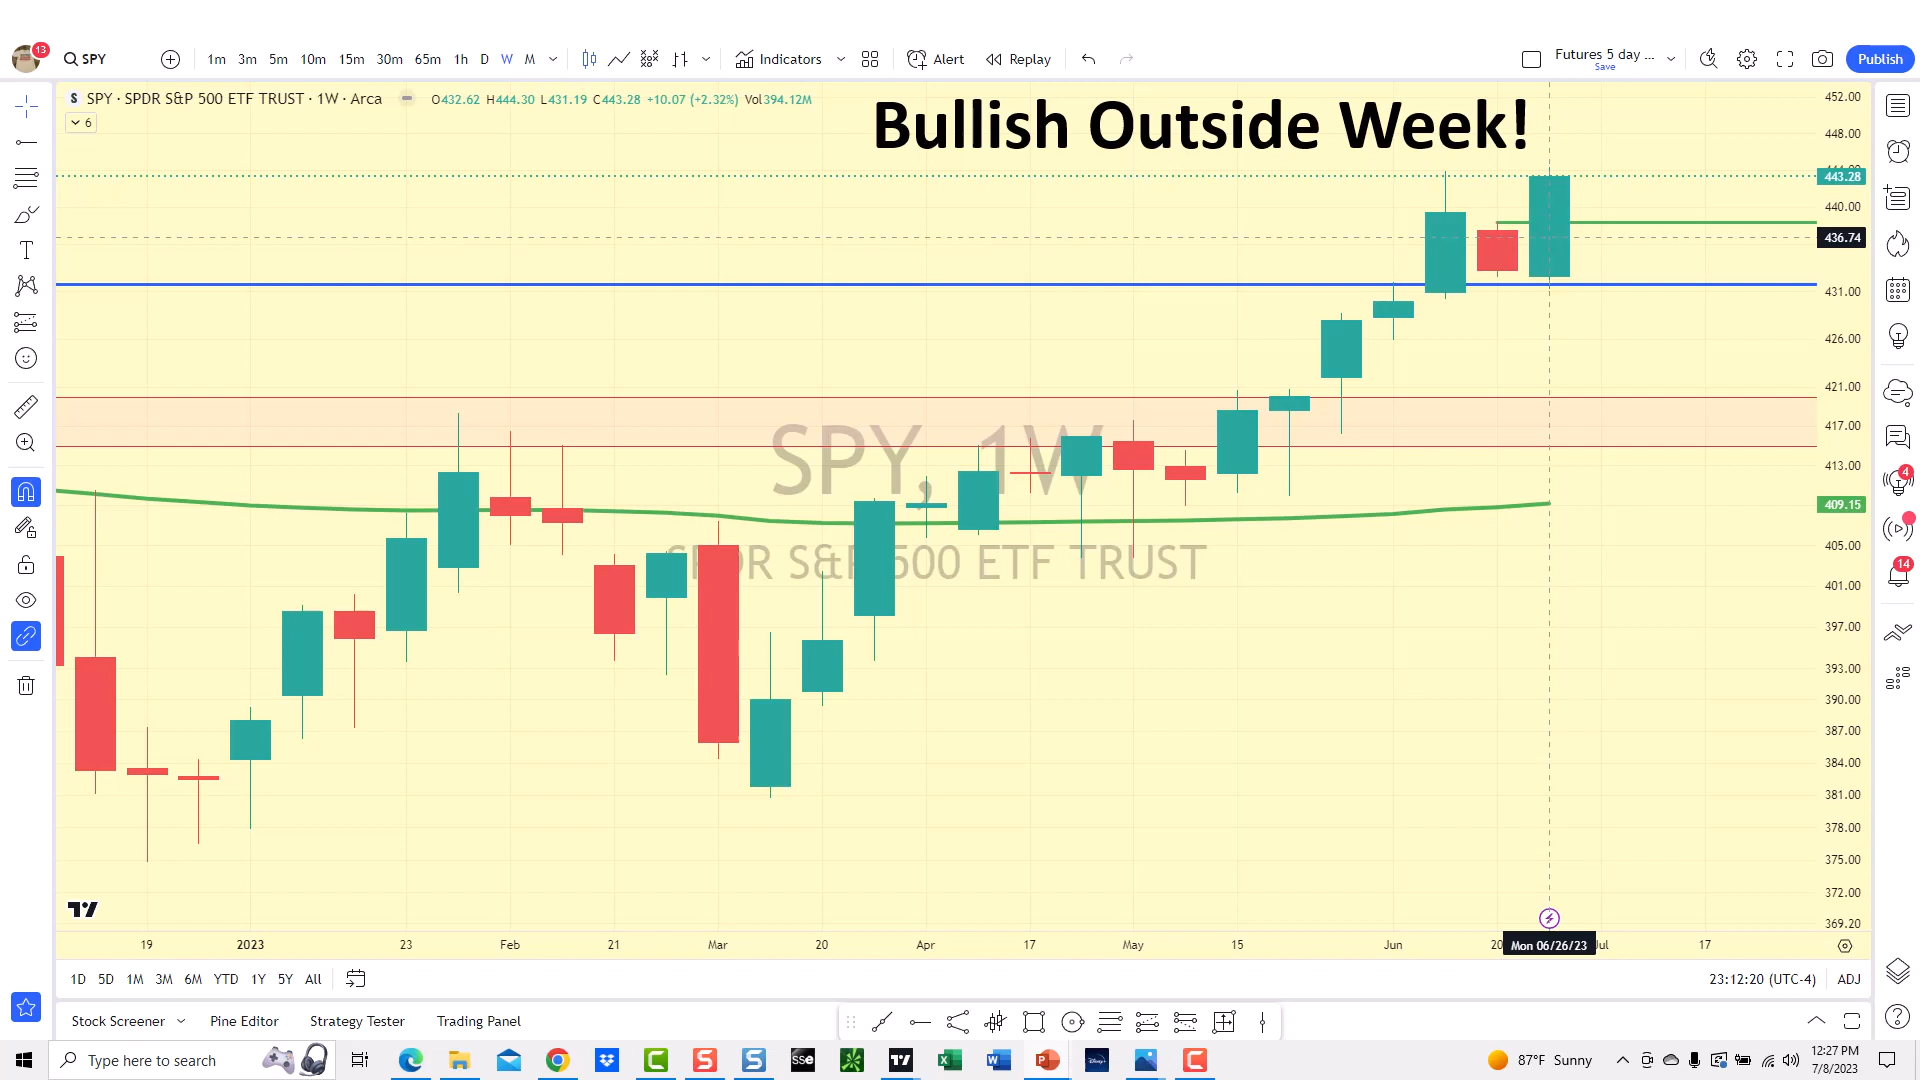 13
SPY
1m 3m 5m 10m 15m 30m 65m 1h D W M
Indicators
Alert
Replay
Futures 5 day ...
Save
Publish
S SPY · SPDR S&P 500 ETF TRUST · 1W · Arca
O432.62 H444.30 L431.19 C443.28 +10.07 (+2.32%) Vol394.12M
6
Bullish Outside Week!
452.00
448.00
443.28
440.00
436.74
431.00
426.00
421.00
417.00
413.00
409.15
405.00
401.00
397.00
393.00
390.00
387.00
384.00
381.00
378.00
375.00
372.00
369.20
SPY, 1W
SPDR S&P 500 ETF TRUST
4
14
19 2023 23 Feb 21 Mar 20 Apr 17 May 15 Jun 20 Mon 06/26/23 Jul 17
1D 5D 1M 3M 6M YTD 1Y 5Y All
23:12:20 (UTC-4) ADJ
Stock Screener Pine Editor Strategy Tester Trading Panel
Type here to search
SSE
87°F Sunny
12:27 PM
7/8/2023